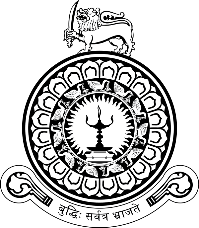 बुद्धिः सर्वत्र भ्राजते